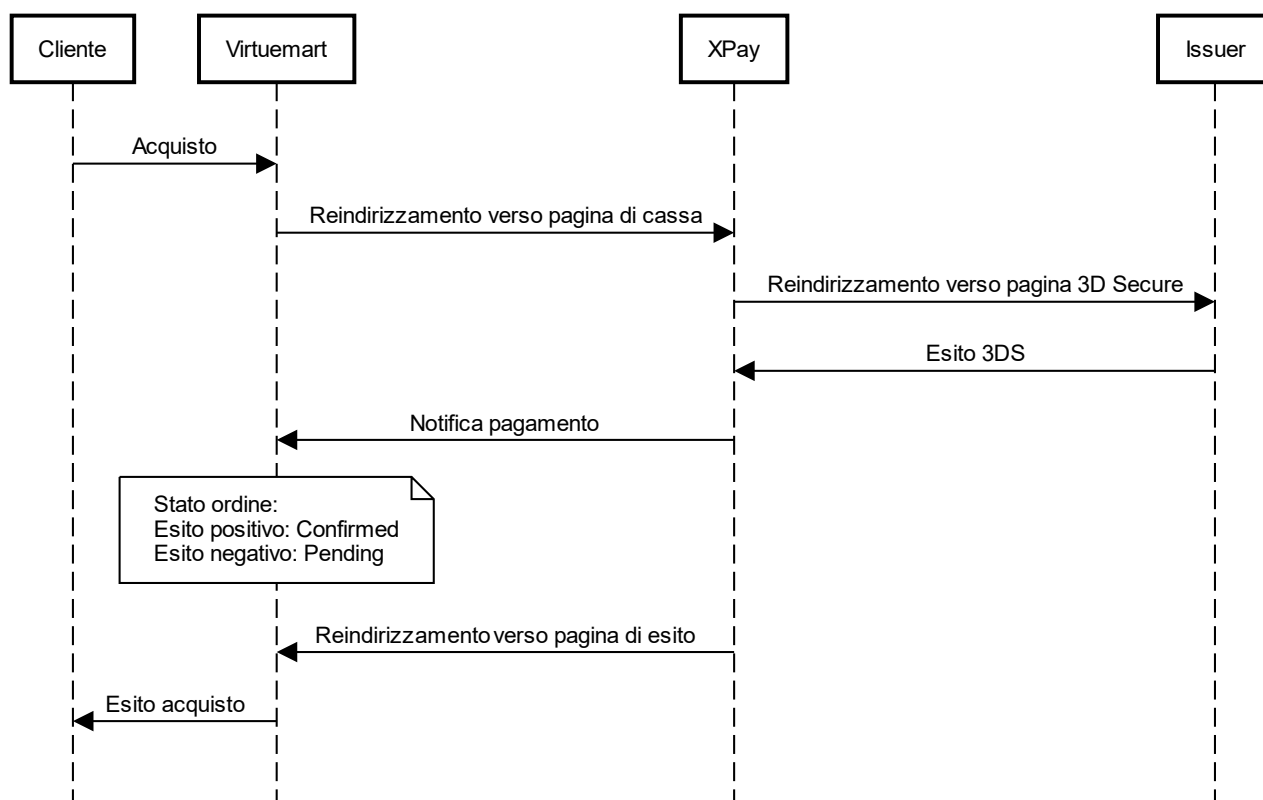 Cliente
Virtuemart
XPay
Issuer
Acquisto
Reindirizzamento verso pagina di cassa
Reindirizzamento verso pagina 3D Secure
Esito 3DS
Notifica pagamento
Stato ordine:
Esito positivo: Confirmed
Esito negativo: Pending
Reindirizzamento verso pagina di esito
Esito acquisto